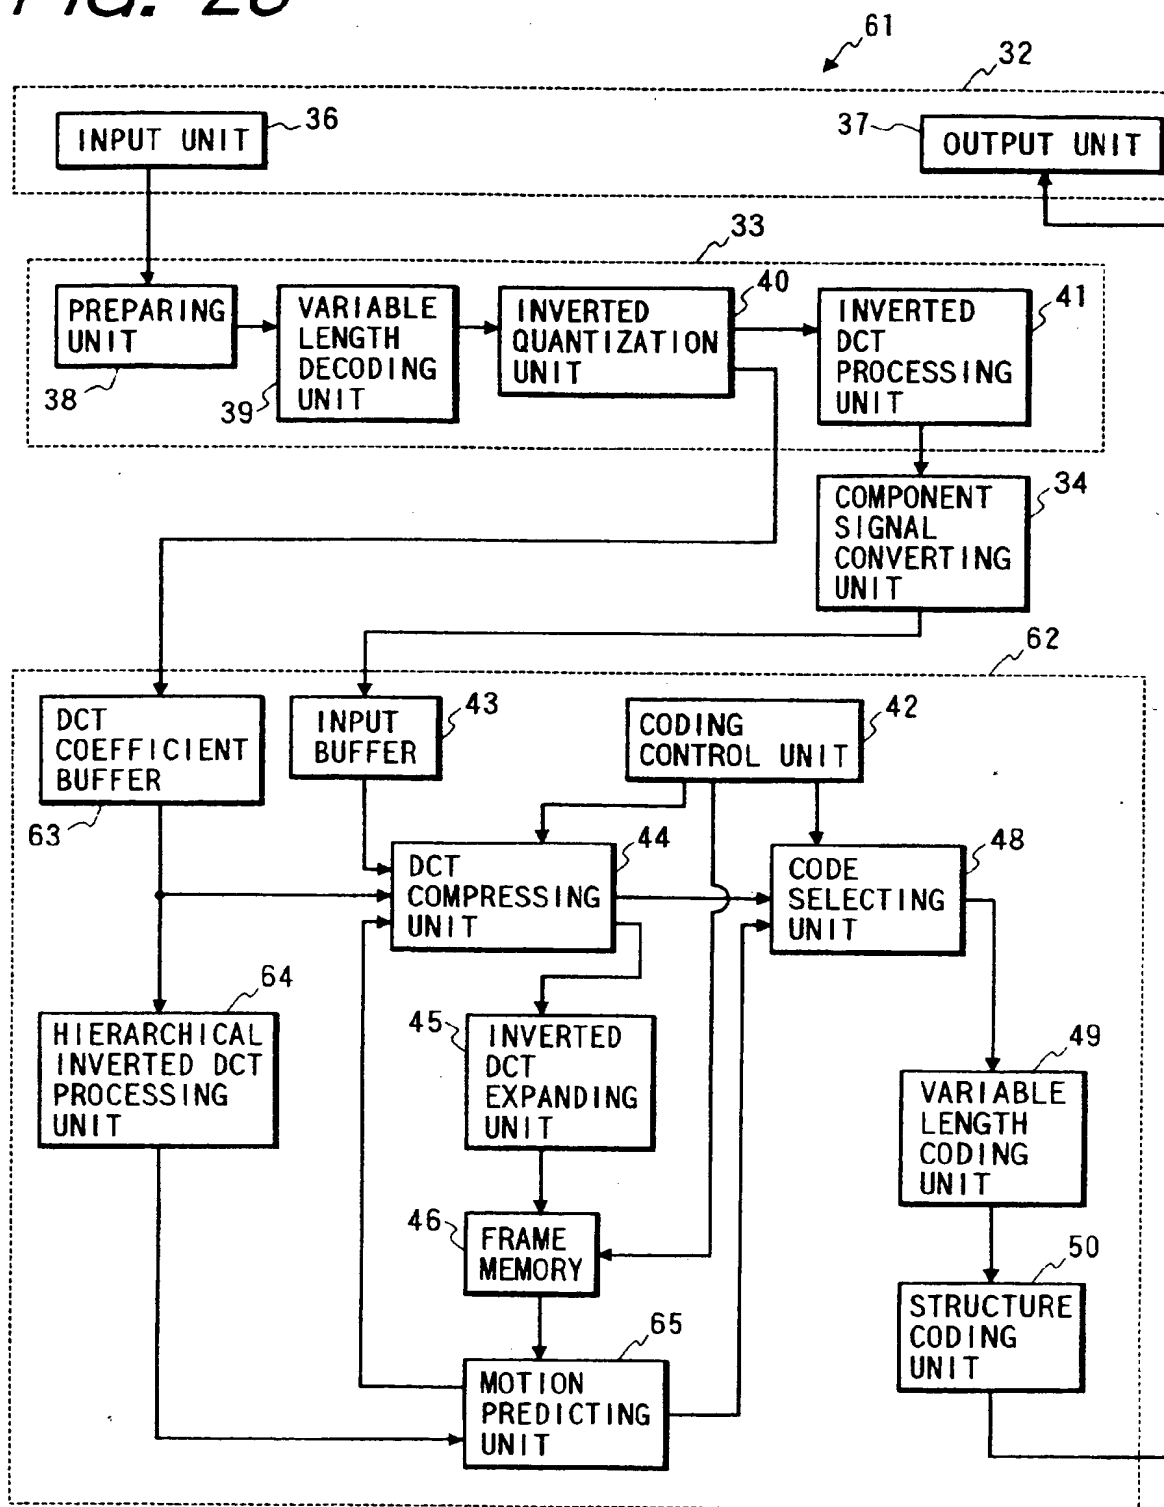 FIG. 20
61
32
INPUT UNIT
36
37
OUTPUT UNIT
33
PREPARING
UNIT
38
VARIABLE
LENGTH
DECODING
UNIT
39
INVERTED
QUANTIZATION
UNIT
40
INVERTED
DCT
PROCESSING
UNIT
41
COMPONENT
SIGNAL
CONVERTING
UNIT
34
62
DCT
COEFFICIENT
BUFFER
63
INPUT
BUFFER
43
CODING
CONTROL UNIT
42
DCT
COMPRESSING
UNIT
44
CODE
SELECTING
UNIT
48
HIERARCHICAL
INVERTED DCT
PROCESSING
UNIT
64
45
INVERTED
DCT
EXPANDING
UNIT
49
VARIABLE
LENGTH
CODING
UNIT
46
FRAME
MEMORY
50
STRUCTURE
CODING
UNIT
65
MOTION
PREDICTING
UNIT